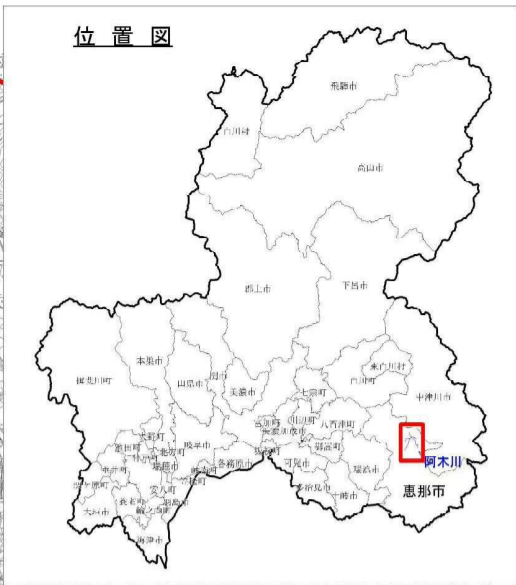 位置図
飛騨市
白川村
高山市
郡上市
下呂市
本巣市
揖斐川町
山県市
関市
美濃市
七宗町
白川町
東白川村
中津川市
富加町
川辺町
八百津町
美濃加茂市
御嵩町
坂祝町
可児市
瑞浪市
多治見市
土岐市
阿木川
恵那市
大野町
池田町
北方町
岐阜市
各務原市
神戸町
瑞穂市
岐南町
笠松町
垂井町
関ヶ原町
安八町
羽島市
養老町
輪之内町
大垣市
海津市